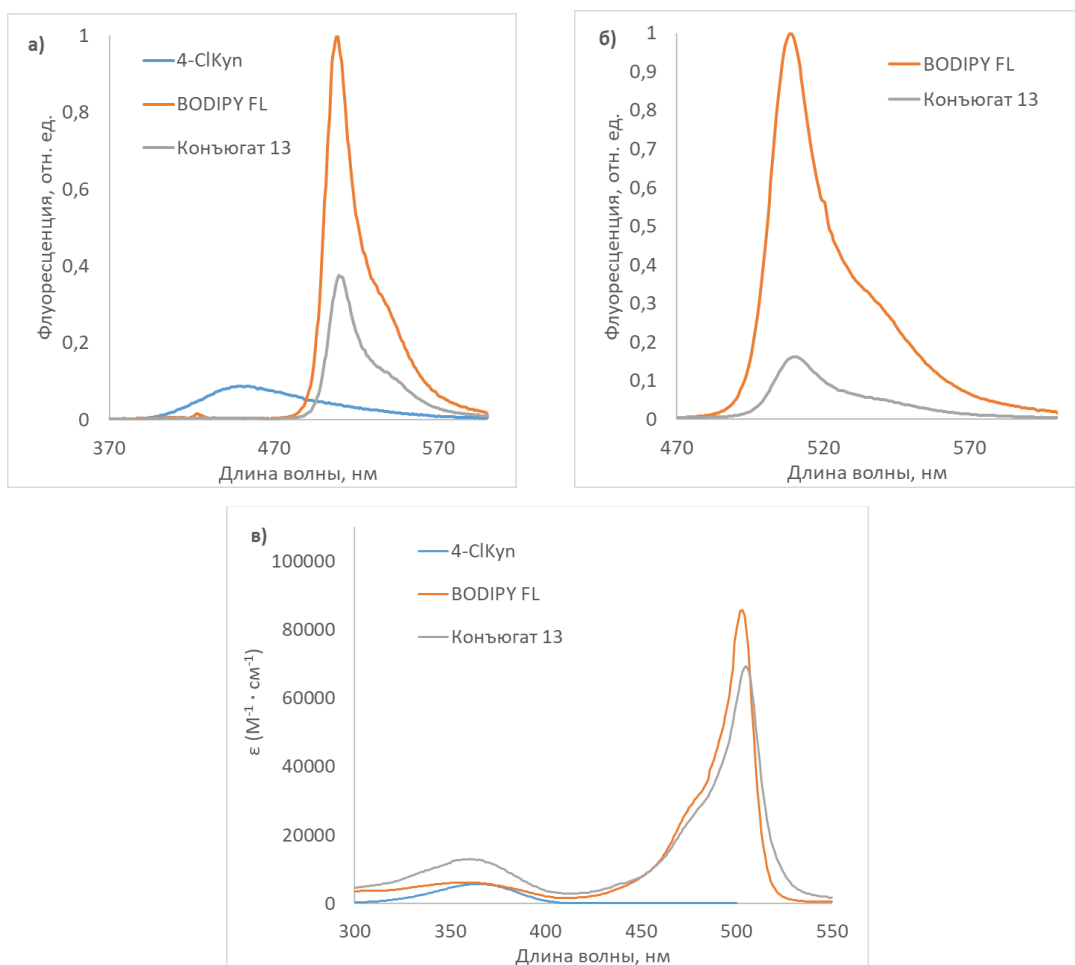 а)
4-ClKyn
BODIPY FL
Конъюгат 13
Флуоресценция, отн. ед.
1
0,8
0,6
0,4
0,2
0
370
470
570
Длина волны, нм
б)
BODIPY FL
Конъюгат 13
Флуоресценция, отн. ед.
1
0,9
0,8
0,7
0,6
0,5
0,4
0,3
0,2
0,1
0
470
520
570
Длина волны, нм
в)
4-ClKyn
BODIPY FL
Конъюгат 13
ε (M⁻¹ · см⁻¹)
100000
80000
60000
40000
20000
0
300
350
400
450
500
550
Длина волны, нм